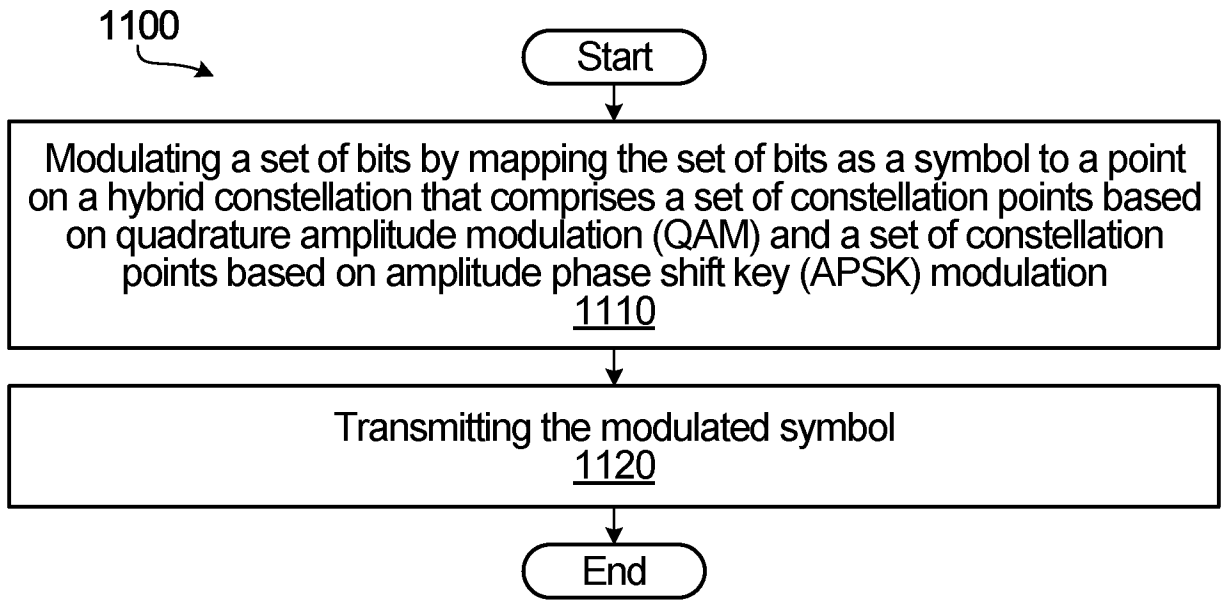 1100
Start
Modulating a set of bits by mapping the set of bits as a symbol to a point
on a hybrid constellation that comprises a set of constellation points based
on quadrature amplitude modulation (QAM) and a set of constellation
points based on amplitude phase shift key (APSK) modulation
1110
Transmitting the modulated symbol
1120
End